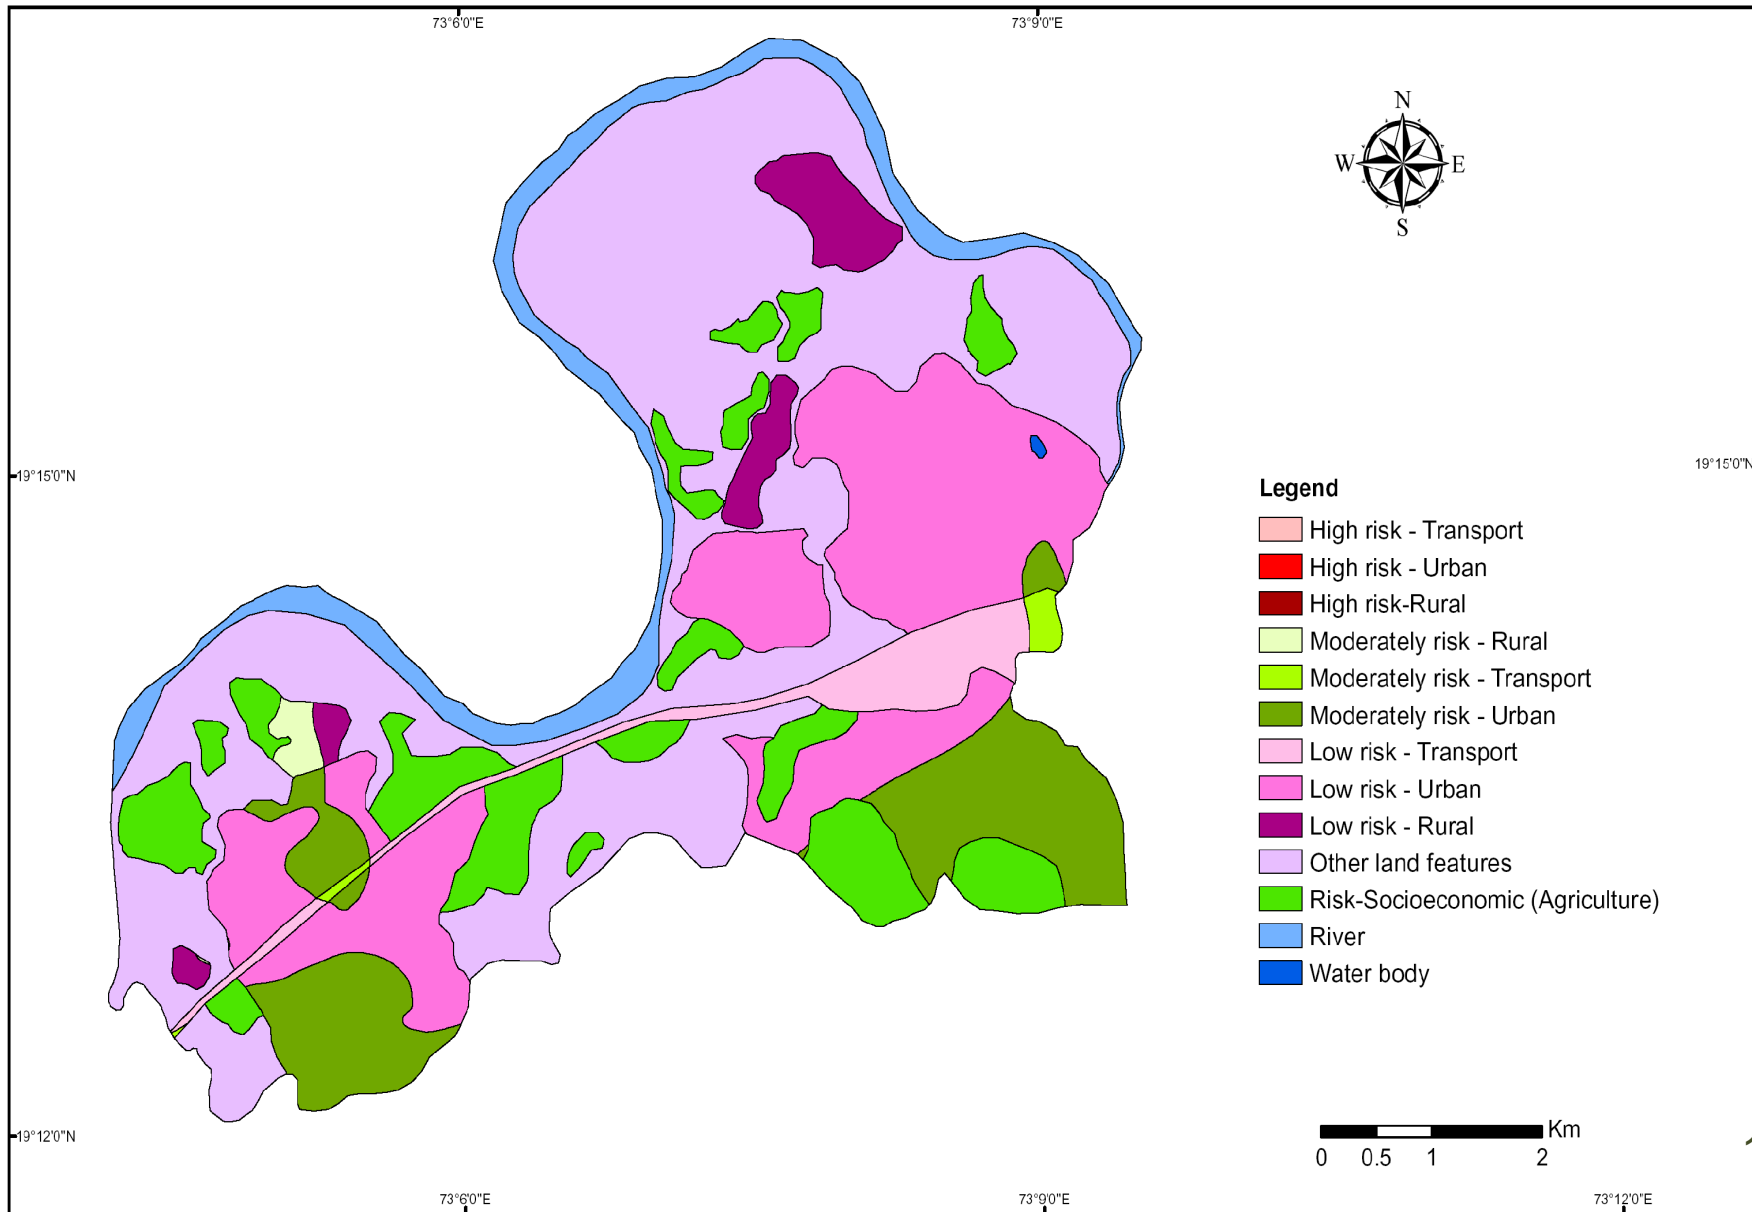 73°6'0"E 73°9'0"E
N
W E
S
19°15'0"N 19°15'0"N
Legend
High risk - Transport
High risk - Urban
High risk-Rural
Moderately risk - Rural
Moderately risk - Transport
Moderately risk - Urban
Low risk - Transport
Low risk - Urban
Low risk - Rural
Other land features
Risk-Socioeconomic (Agriculture)
River
Water body
19°12'0"N
Km
0 0.5 1 2
73°6'0"E 73°9'0"E 73°12'0"E